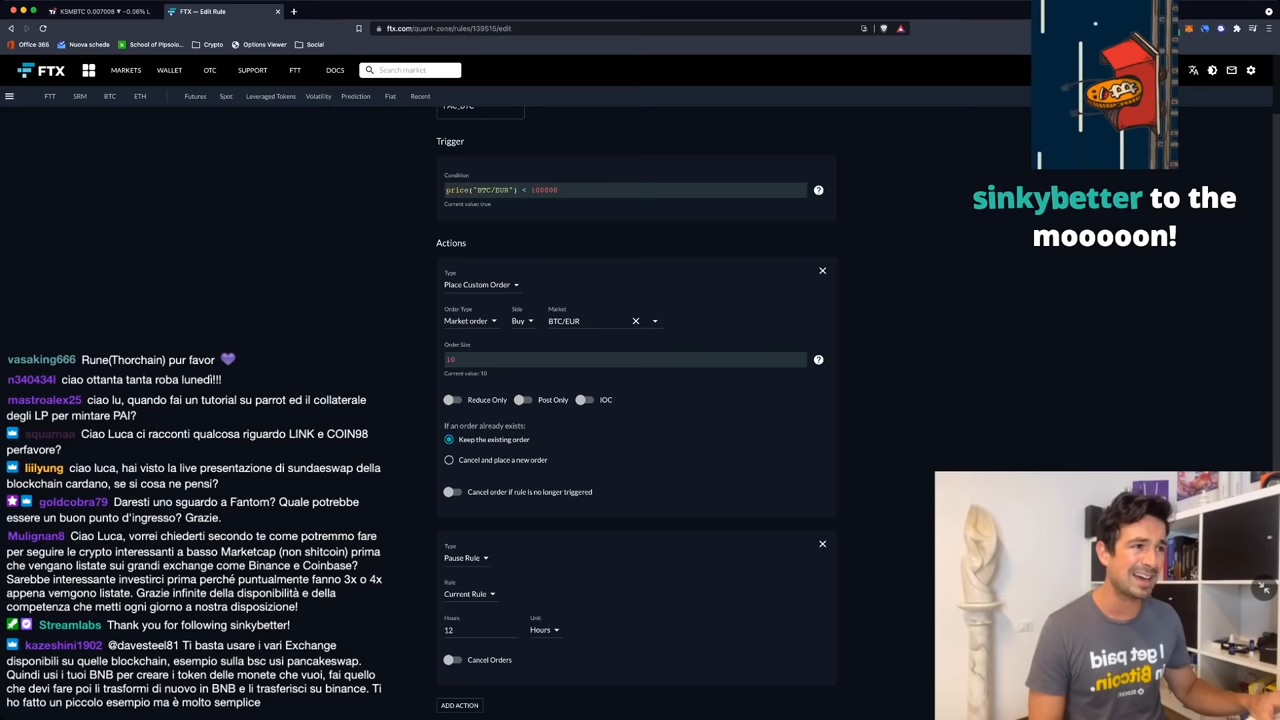 KSMBTC 0.007008 ▼ −0.06% L
FTX — Edit Rule
ftx.com/quant-zone/rules/139515/edit
Office 365
Nuova scheda
School of Pipsolo...
Crypto
Options Viewer
Social
FTX
MARKETS
WALLET
OTC
SUPPORT
FTT
DOCS
Search market
FTT
SRM
BTC
ETH
Futures
Spot
Leveraged Tokens
Volatility
Prediction
Fiat
Recent
Trigger
Condition
price("BTC/EUR") < 100000
Current value: true
Actions
Type
Place Custom Order
Order Type
Side
Market
Market order
Buy
BTC/EUR
Order Size
10
Current value: 10
Reduce Only
Post Only
IOC
If an order already exists:
Keep the existing order
Cancel and place a new order
Cancel order if rule is no longer triggered
Type
Pause Rule
Rule
Current Rule
Hours
Unit
12
Hours
Cancel Orders
ADD ACTION
sinkybetter to the
mooooon!
vasaking666 Rune(Thorchain) pur favor
n340434l ciao ottanta tanta roba lunedì!!!
mastroalex25 ciao lu, quando fai un tutorial su parrot ed il collaterale
degli LP per mintare PAI?
squamaa Ciao Luca ci racconti qualcosa riguardo LINK e COIN98
perfavore?
liilyung ciao luca, hai visto la live presentazione di sundaeswap della
blockchain cardano, se si cosa ne pensi?
goldcobra79 Daresti uno sguardo a Fantom? Quale potrebbe
essere un buon punto d'ingresso? Grazie.
Mulignan8 Ciao Luca, vorrei chiederti secondo te come potremmo fare
per seguire le crypto interessanti a basso Marketcap (non shitcoin) prima
che vengano listate sui grandi exchange come Binance e Coinbase?
Sarebbe interessante investirci prima perché puntualmente fanno 3x o 4x
appena vengono listate. Grazie infinite della disponibilità e della
competenza che metti ogni giorno a nostra disposizione!
Streamlabs Thank you for following sinkybetter!
kazeshini1902 @davesteel81 Ti basta usare i vari Exchange
disponibili su quelle blockchain, esempio sulla bsc usi pancakeswap.
Quindi usi i tuoi BNB per creare i token delle monete che vuoi, fai quello
che devi fare poi li trasformi di nuovo in BNB e li trasferisci su binance. Ti
ho fatto un piccolo esempio ma è molto semplice
I get paid
in Bitcoin.